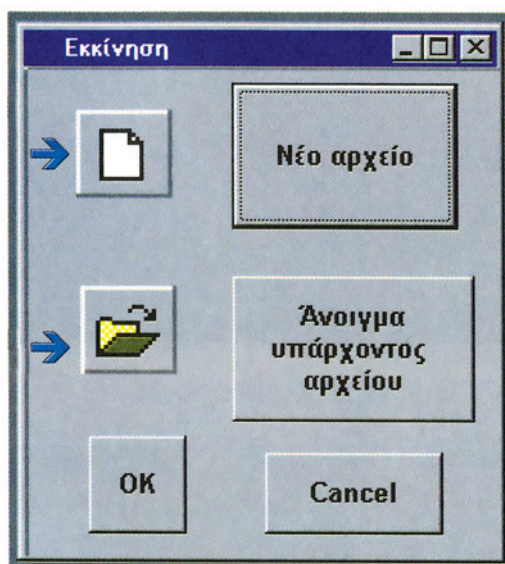 Εκκίνηση
Νέο αρχείο
Άνοιγμα
υπάρχοντος
αρχείου
OK
Cancel